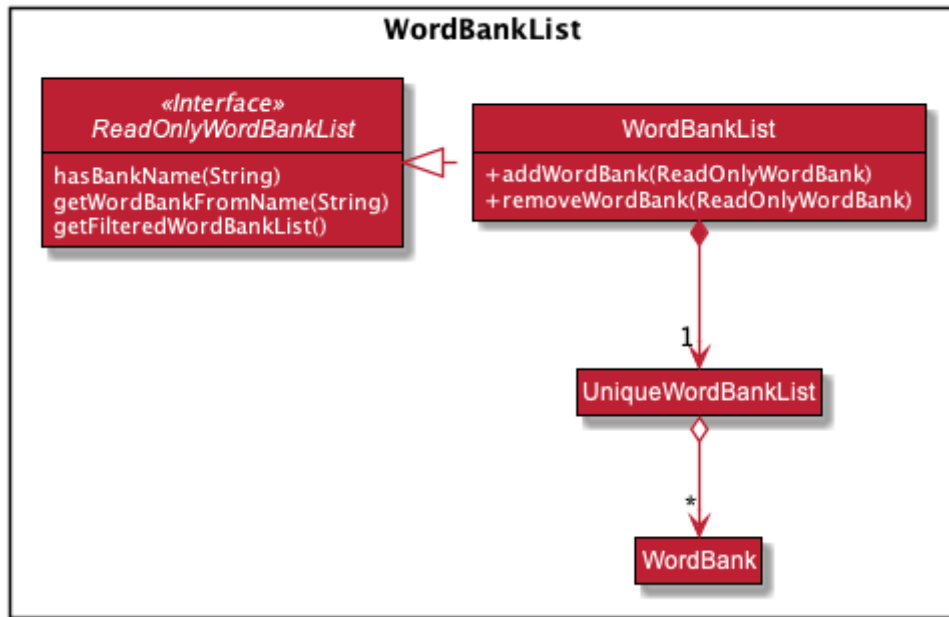 WordBankList
«Interface»
ReadOnlyWordBankList
hasBankName(String)
getWordBankFromName(String)
getFilteredWordBankList()
WordBankList
+addWordBank(ReadOnlyWordBank)
+removeWordBank(ReadOnlyWordBank)
1
UniqueWordBankList
*
WordBank